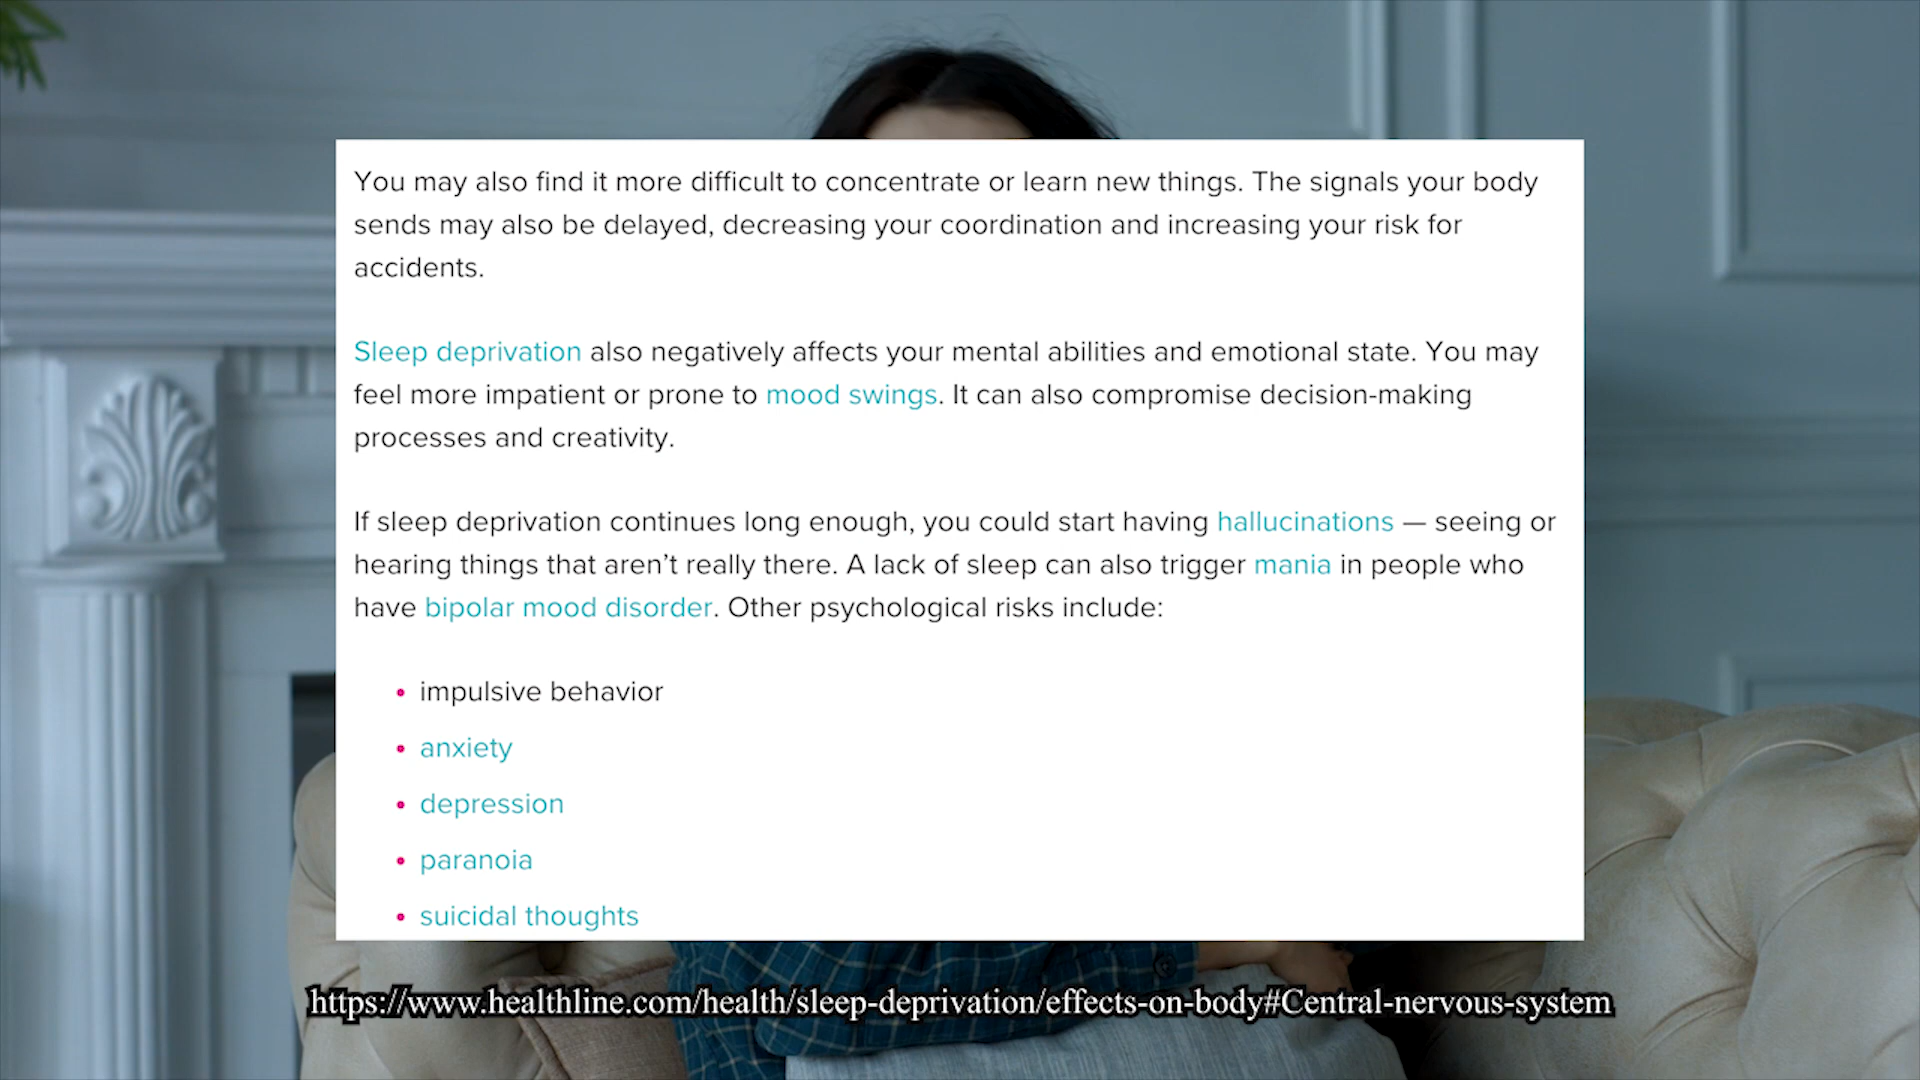 You may also find it more difficult to concentrate or learn new things. The signals your body
sends may also be delayed, decreasing your coordination and increasing your risk for
accidents.
Sleep deprivation also negatively affects your mental abilities and emotional state. You may
feel more impatient or prone to mood swings. It can also compromise decision-making
processes and creativity.
If sleep deprivation continues long enough, you could start having hallucinations — seeing or
hearing things that aren’t really there. A lack of sleep can also trigger mania in people who
have bipolar mood disorder. Other psychological risks include:
• impulsive behavior
• anxiety
• depression
• paranoia
• suicidal thoughts
https://www.healthline.com/health/sleep-deprivation/effects-on-body#Central-nervous-system